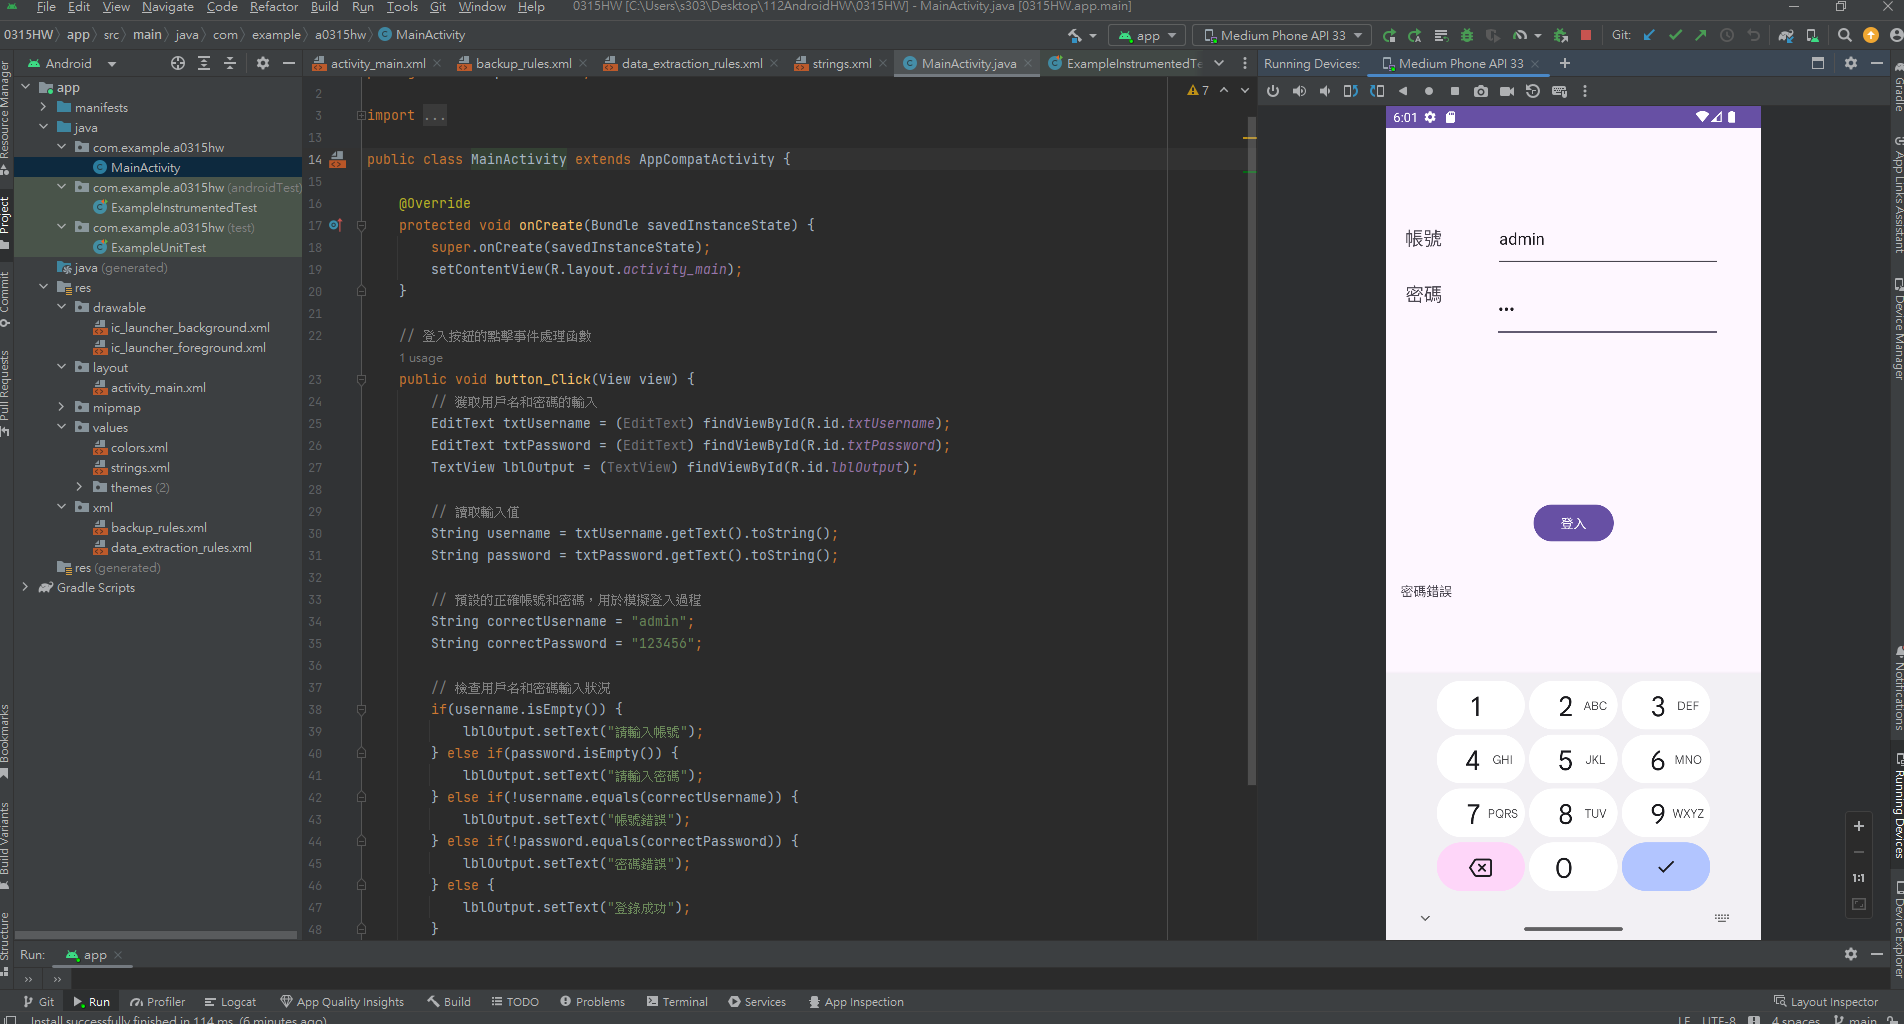 File Edit View Navigate Code Refactor Build Run Tools Git Window Help 0315HW [C:\Users\s303\Desktop\112AndroidHW\0315HW] - MainActivity.java [0315HW.app.main]
0315HW app src main java com example a0315hw MainActivity
app Medium Phone API 33 Git:
Android
activity_main.xml backup_rules.xml data_extraction_rules.xml strings.xml MainActivity.java ExampleInstrumentedTe
Running Devices: Medium Phone API 33
app
manifests
java
com.example.a0315hw
MainActivity
com.example.a0315hw (androidTest)
ExampleInstrumentedTest
com.example.a0315hw (test)
ExampleUnitTest
java (generated)
res
drawable
ic_launcher_background.xml
ic_launcher_foreground.xml
layout
activity_main.xml
mipmap
values
colors.xml
strings.xml
themes (2)
xml
backup_rules.xml
data_extraction_rules.xml
res (generated)
Gradle Scripts
Resource Manager
Project
Commit
Pull Requests
Bookmarks
Build Variants
Structure
7
2
3 import ...
13
14 public class MainActivity extends AppCompatActivity {
15
16 @Override
17 protected void onCreate(Bundle savedInstanceState) {
18 super.onCreate(savedInstanceState);
19 setContentView(R.layout.activity_main);
20 }
21
22 // 登入按鈕的點擊事件處理函數
1 usage
23 public void button_Click(View view) {
24 // 獲取用戶名和密碼的輸入
25 EditText txtUsername = (EditText) findViewById(R.id.txtUsername);
26 EditText txtPassword = (EditText) findViewById(R.id.txtPassword);
27 TextView lblOutput = (TextView) findViewById(R.id.lblOutput);
28
29 // 讀取輸入值
30 String username = txtUsername.getText().toString();
31 String password = txtPassword.getText().toString();
32
33 // 預設的正確帳號和密碼，用於模擬登入過程
34 String correctUsername = "admin";
35 String correctPassword = "123456";
36
37 // 檢查用戶名和密碼輸入狀況
38 if(username.isEmpty()) {
39 lblOutput.setText("請輸入帳號");
40 } else if(password.isEmpty()) {
41 lblOutput.setText("請輸入密碼");
42 } else if(!username.equals(correctUsername)) {
43 lblOutput.setText("帳號錯誤");
44 } else if(!password.equals(correctPassword)) {
45 lblOutput.setText("密碼錯誤");
46 } else {
47 lblOutput.setText("登錄成功");
48 }
6:01
帳號 admin
密碼 •••
登入
密碼錯誤
1 2 ABC 3 DEF
4 GHI 5 JKL 6 MNO
7 PQRS 8 TUV 9 WXYZ
0
1:1
Gradle
App Links Assistant
Device Manager
Notifications
Running Devices
Device Explorer
Run: app
Git Run Profiler Logcat App Quality Insights Build TODO Problems Terminal Services App Inspection Layout Inspector
Install successfully finished in 114 ms. (6 minutes ago) LF UTF-8 4 spaces main